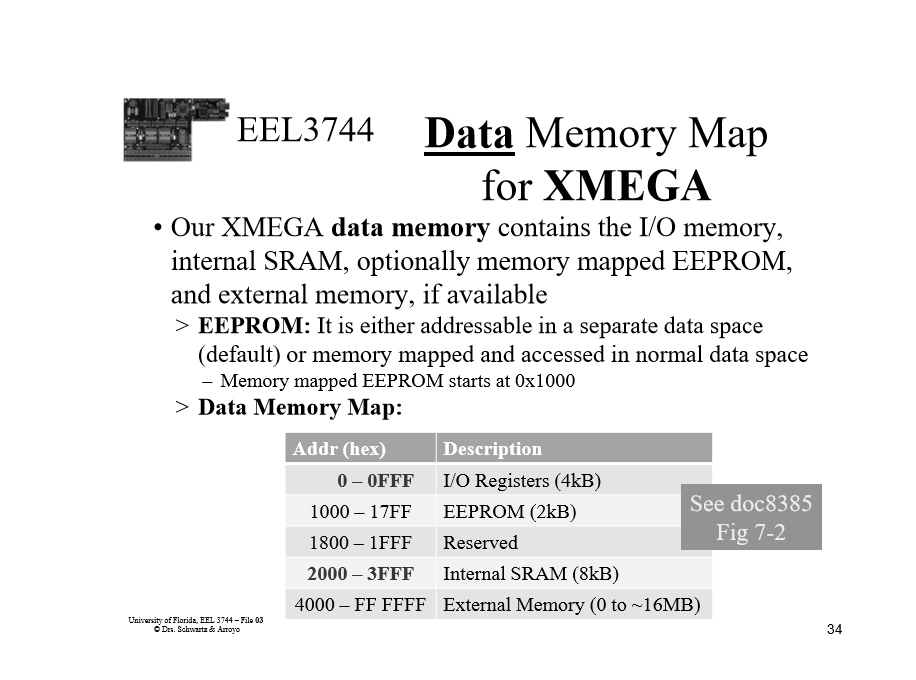 EEL3744
Data Memory Map
for XMEGA
• Our XMEGA data memory contains the I/O memory,
internal SRAM, optionally memory mapped EEPROM,
and external memory, if available
> EEPROM: It is either addressable in a separate data space
(default) or memory mapped and accessed in normal data space
– Memory mapped EEPROM starts at 0x1000
> Data Memory Map:
Addr (hex) Description
0 – 0FFF I/O Registers (4kB)
1000 – 17FF EEPROM (2kB)
1800 – 1FFF Reserved
2000 – 3FFF Internal SRAM (8kB)
4000 – FF FFFF External Memory (0 to ~16MB)
See doc8385
Fig 7-2
University of Florida, EEL 3744 – File 03
© Drs. Schwartz & Arroyo
34